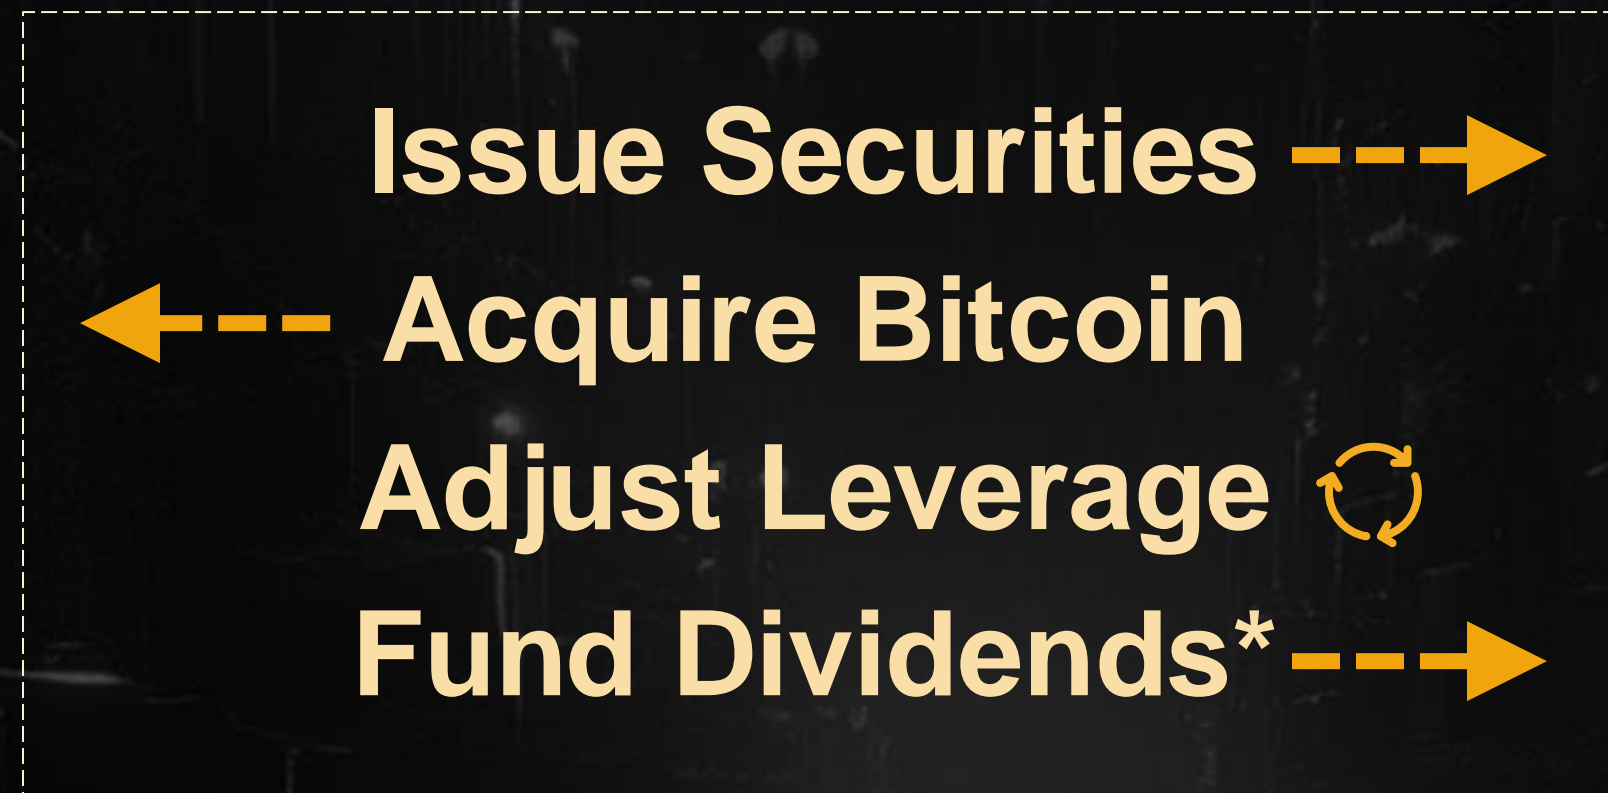 Issue Securities
Acquire Bitcoin
Adjust Leverage
Fund Dividends*